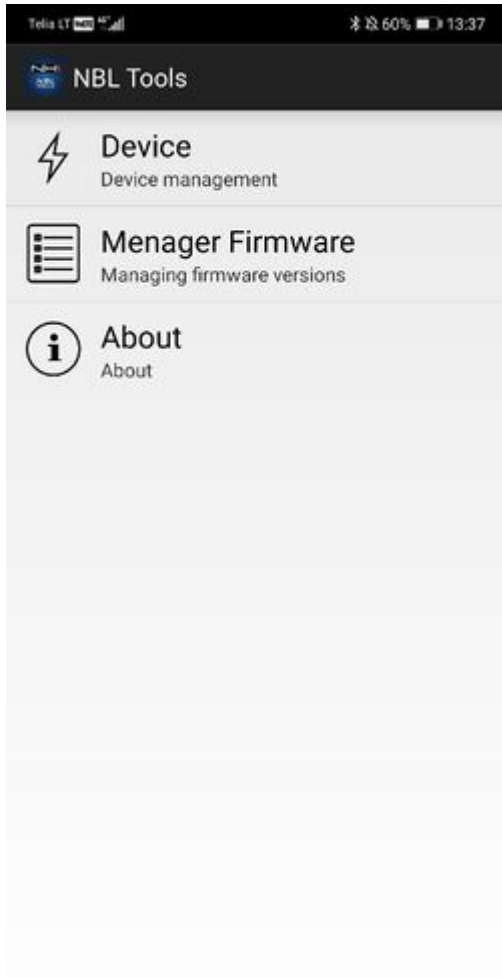 Telia LT
60% 13:37
NBL Tools
Device
Device management
Menager Firmware
Managing firmware versions
About
About